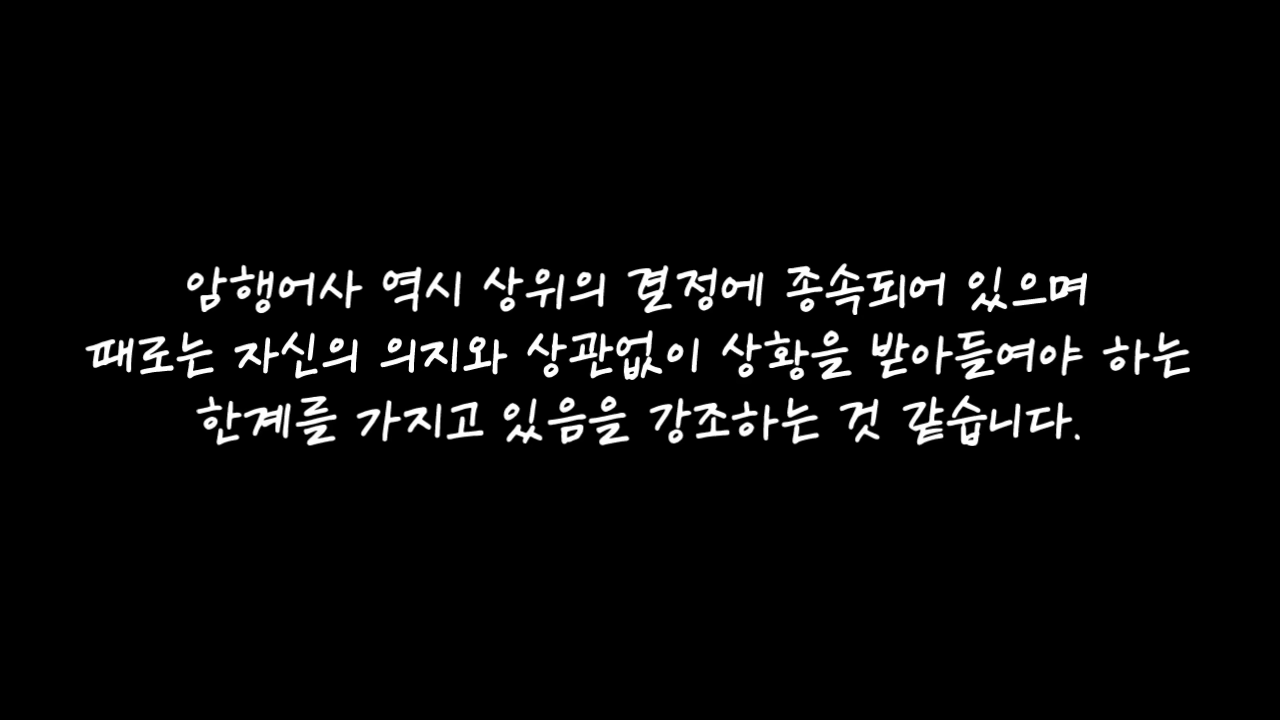 암행어사 역시 상위의 결정에 종속되어 있으며
때로는 자신의 의지와 상관없이 상황을 받아들여야 하는
한계를 가지고 있음을 강조하는 것 같습니다.